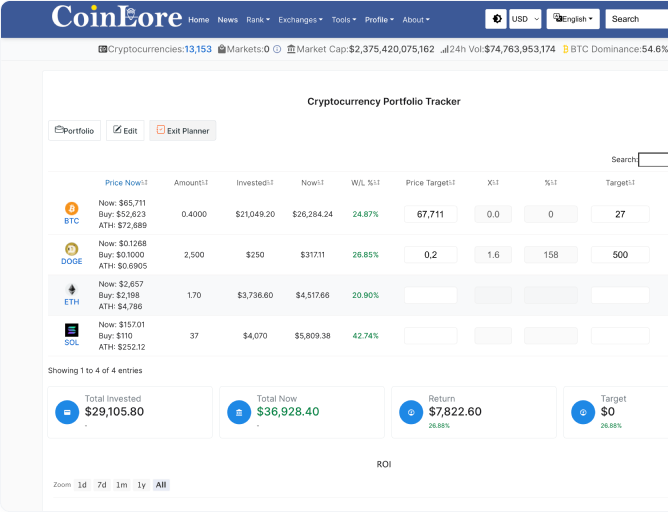 CoinLore Home News Rank Exchanges Tools Profile About USD English Search
Cryptocurrencies:13,153 Markets:0 Market Cap:$2,375,420,075,162 24h Vol:$74,763,953,174 BTC Dominance:54.6%
Cryptocurrency Portfolio Tracker
Portfolio Edit Exit Planner
Search:
Price Now Amount Invested Now W/L % Price Target X % Target
Now: $65,711
BTC Buy: $52,623 0.4000 $21,049.20 $26,284.24 24.87% 67,711 0.0 0 27
ATH: $72,689
Now: $0.1268
DOGE Buy: $0.1000 2,500 $250 $317.11 26.85% 0,2 1.6 158 500
ATH: $0.6905
Now: $2,657
ETH Buy: $2,198 1.70 $3,736.60 $4,517.66 20.90%
ATH: $4,786
Now: $157.01
SOL Buy: $110 37 $4,070 $5,809.38 42.74%
ATH: $252.12
Showing 1 to 4 of 4 entries
Total Invested Total Now Return Target
$29,105.80 $36,928.40 $7,822.60 $0
- - 26.88% 26.88%
ROI
Zoom 1d 7d 1m 1y All